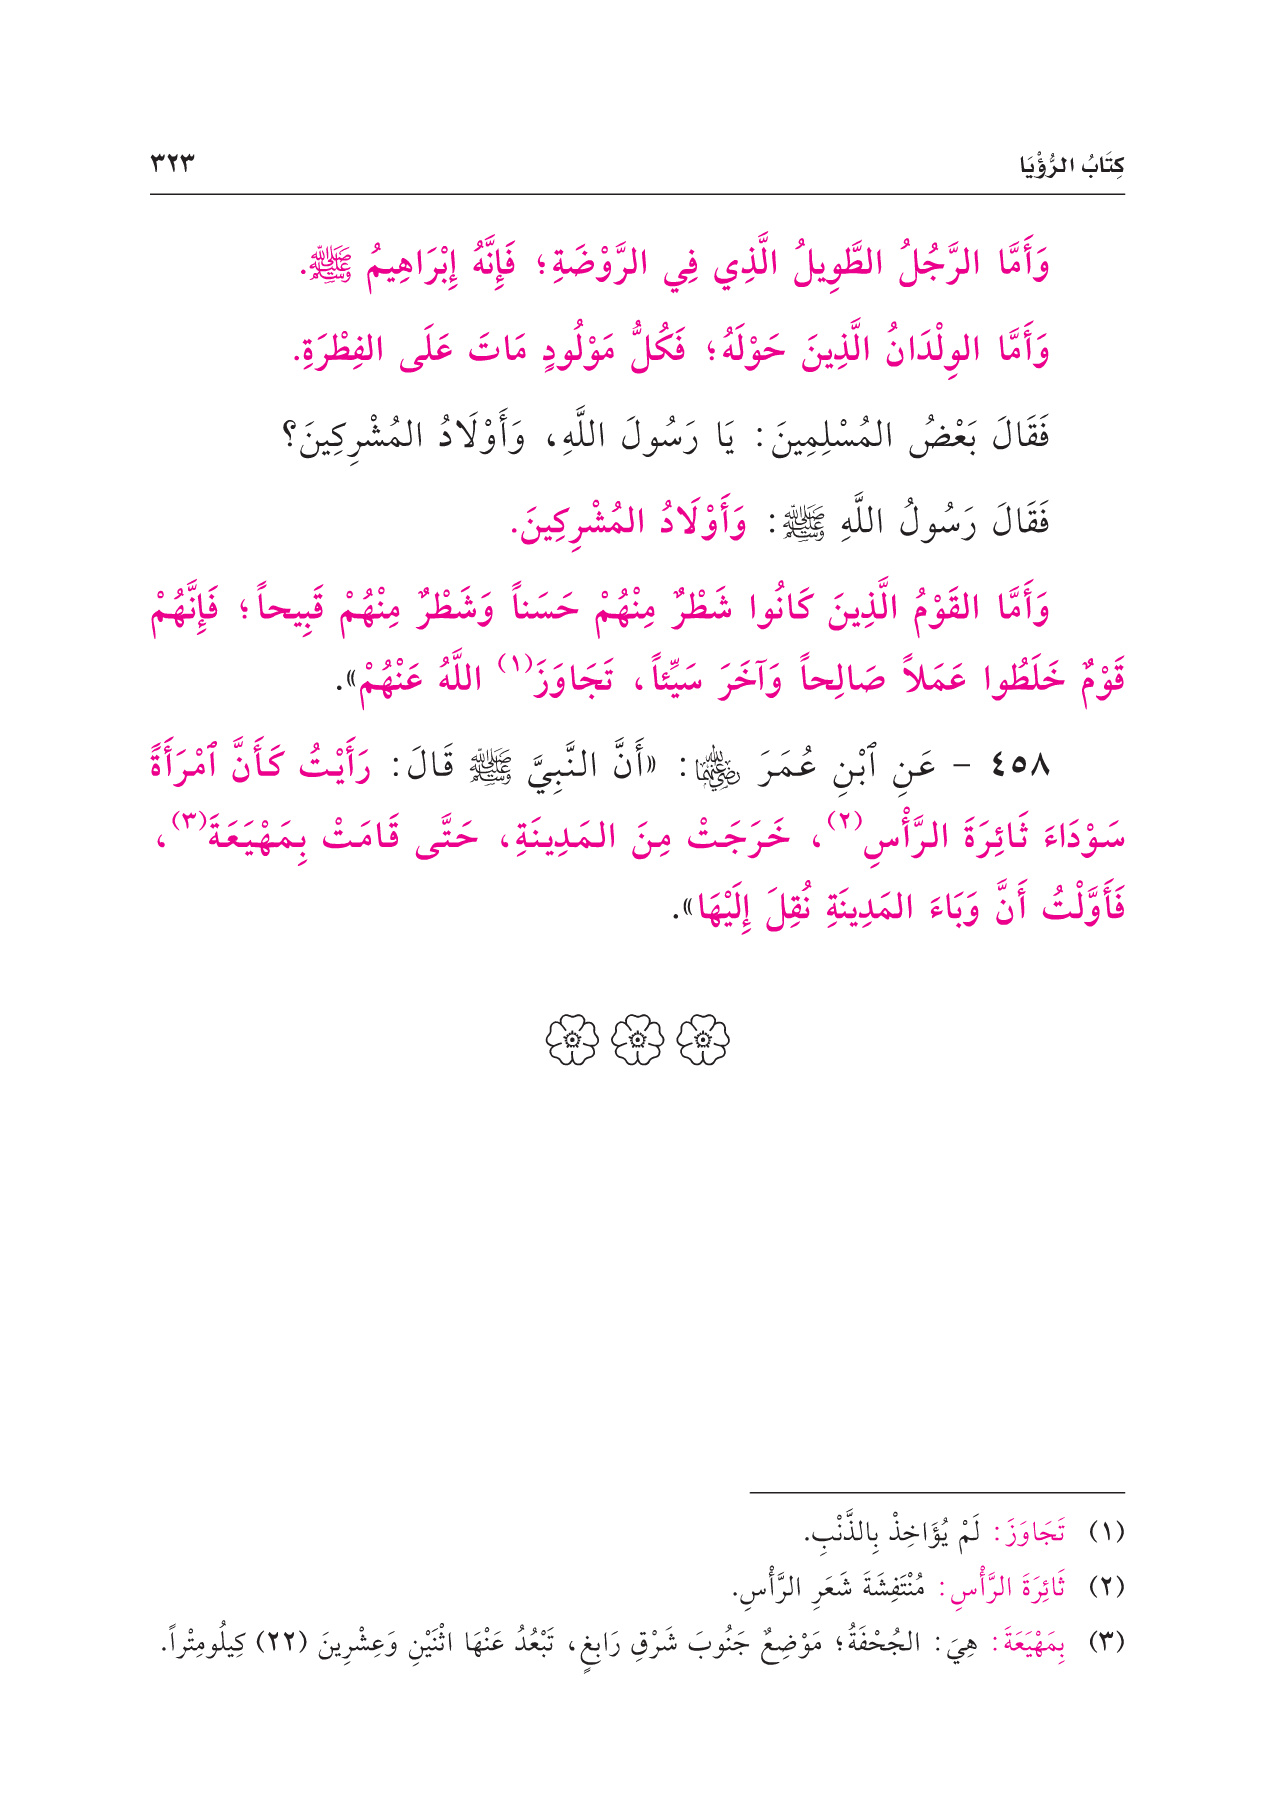 كِتَابُ الرُّؤْيَا ٣٢٣
وَأَمَّا الرَّجُلُ الطَّوِيلُ الَّذِي فِي الرَّوْضَةِ؛ فَإِنَّهُ إِبْرَاهِيمُ ﷺ.
وَأَمَّا الوِلْدَانُ الَّذِينَ حَوْلَهُ؛ فَكُلُّ مَوْلُودٍ مَاتَ عَلَى الفِطْرَةِ.
فَقَالَ بَعْضُ المُسْلِمِينَ: يَا رَسُولَ اللَّهِ، وَأَوْلَادُ المُشْرِكِينَ؟
فَقَالَ رَسُولُ اللَّهِ ﷺ: وَأَوْلَادُ المُشْرِكِينَ.
وَأَمَّا القَوْمُ الَّذِينَ كَانُوا شَطْرٌ مِنْهُمْ حَسَناً وَشَطْرٌ مِنْهُمْ قَبِيحاً؛ فَإِنَّهُمْ
قَوْمٌ خَلَطُوا عَمَلاً صَالِحاً وَآخَرَ سَيِّئاً، تَجَاوَزَ(١) اللَّهُ عَنْهُمْ».
٤٥٨ - عَنِ ٱبْنِ عُمَرَ رضي الله عنهما: «أَنَّ النَّبِيَّ ﷺ قَالَ: رَأَيْتُ كَأَنَّ ٱمْرَأَةً
سَوْدَاءَ ثَائِرَةَ الرَّأْسِ(٢)، خَرَجَتْ مِنَ المَدِينَةِ، حَتَّى قَامَتْ بِمَهْيَعَةَ(٣)،
فَأَوَّلْتُ أَنَّ وَبَاءَ المَدِينَةِ نُقِلَ إِلَيْهَا».
(١) تَجَاوَزَ: لَمْ يُؤَاخِذْ بِالذَّنْبِ.
(٢) ثَائِرَةَ الرَّأْسِ: مُنْتَفِشَةَ شَعَرِ الرَّأْسِ.
(٣) بِمَهْيَعَةَ: هِيَ: الجُحْفَةُ؛ مَوْضِعٌ جَنُوبَ شَرْقِ رَابِغٍ، تَبْعُدُ عَنْهَا اثْنَيْنِ وَعِشْرِينَ (٢٢) كِيلُومِتْراً.